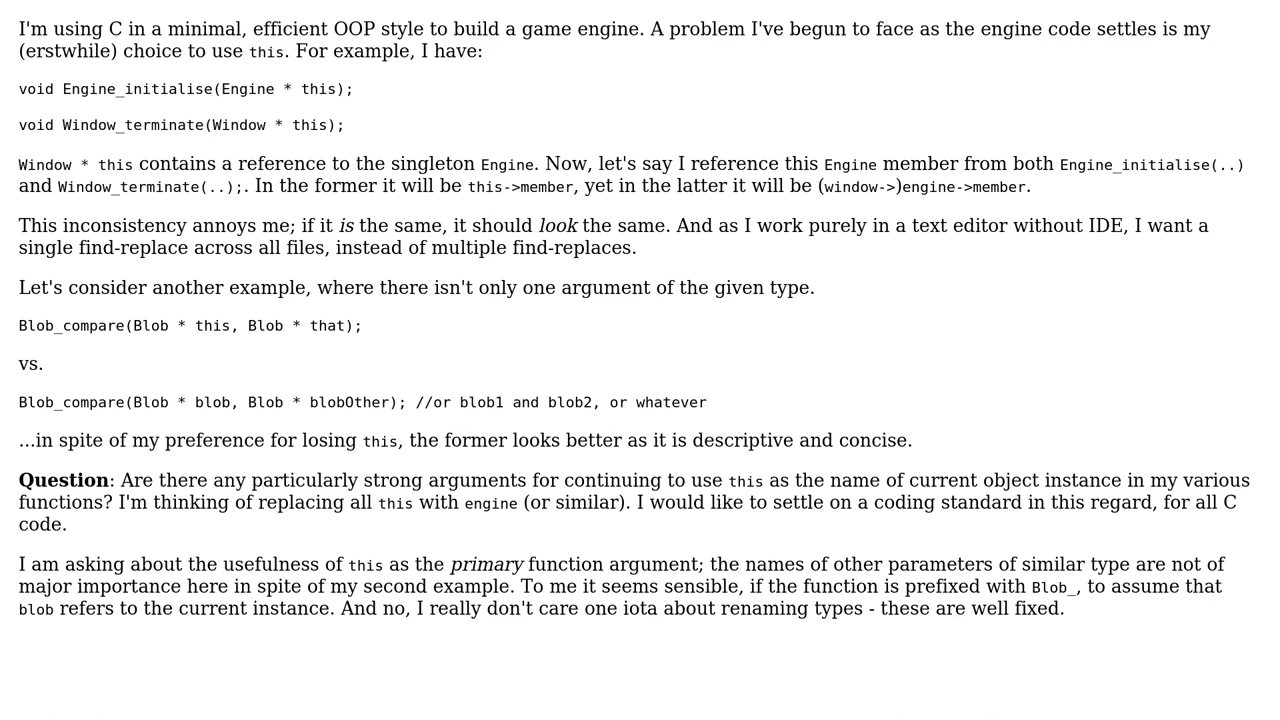 I'm using C in a minimal, efficient OOP style to build a game engine. A problem I've begun to face as the engine code settles is my
(erstwhile) choice to use this. For example, I have:
void Engine_initialise(Engine * this);
void Window_terminate(Window * this);
Window * this contains a reference to the singleton Engine. Now, let's say I reference this Engine member from both Engine_initialise(..)
and Window_terminate(..);. In the former it will be this->member, yet in the latter it will be (window->)engine->member.
This inconsistency annoys me; if it is the same, it should look the same. And as I work purely in a text editor without IDE, I want a
single find-replace across all files, instead of multiple find-replaces.
Let's consider another example, where there isn't only one argument of the given type.
Blob_compare(Blob * this, Blob * that);
vs.
Blob_compare(Blob * blob, Blob * blobOther); //or blob1 and blob2, or whatever
...in spite of my preference for losing this, the former looks better as it is descriptive and concise.
Question: Are there any particularly strong arguments for continuing to use this as the name of current object instance in my various
functions? I'm thinking of replacing all this with engine (or similar). I would like to settle on a coding standard in this regard, for all C
code.
I am asking about the usefulness of this as the primary function argument; the names of other parameters of similar type are not of
major importance here in spite of my second example. To me it seems sensible, if the function is prefixed with Blob_, to assume that
blob refers to the current instance. And no, I really don't care one iota about renaming types - these are well fixed.